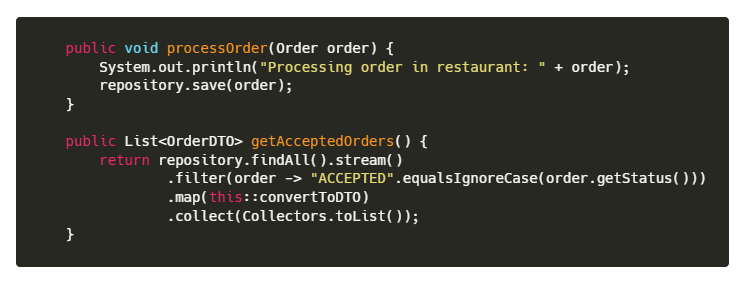 public void processOrder(Order order) {
System.out.println("Processing order in restaurant: " + order);
repository.save(order);
}
public List<OrderDTO> getAcceptedOrders() {
return repository.findAll().stream()
.filter(order -> "ACCEPTED".equalsIgnoreCase(order.getStatus()))
.map(this::convertToDTO)
.collect(Collectors.toList());
}